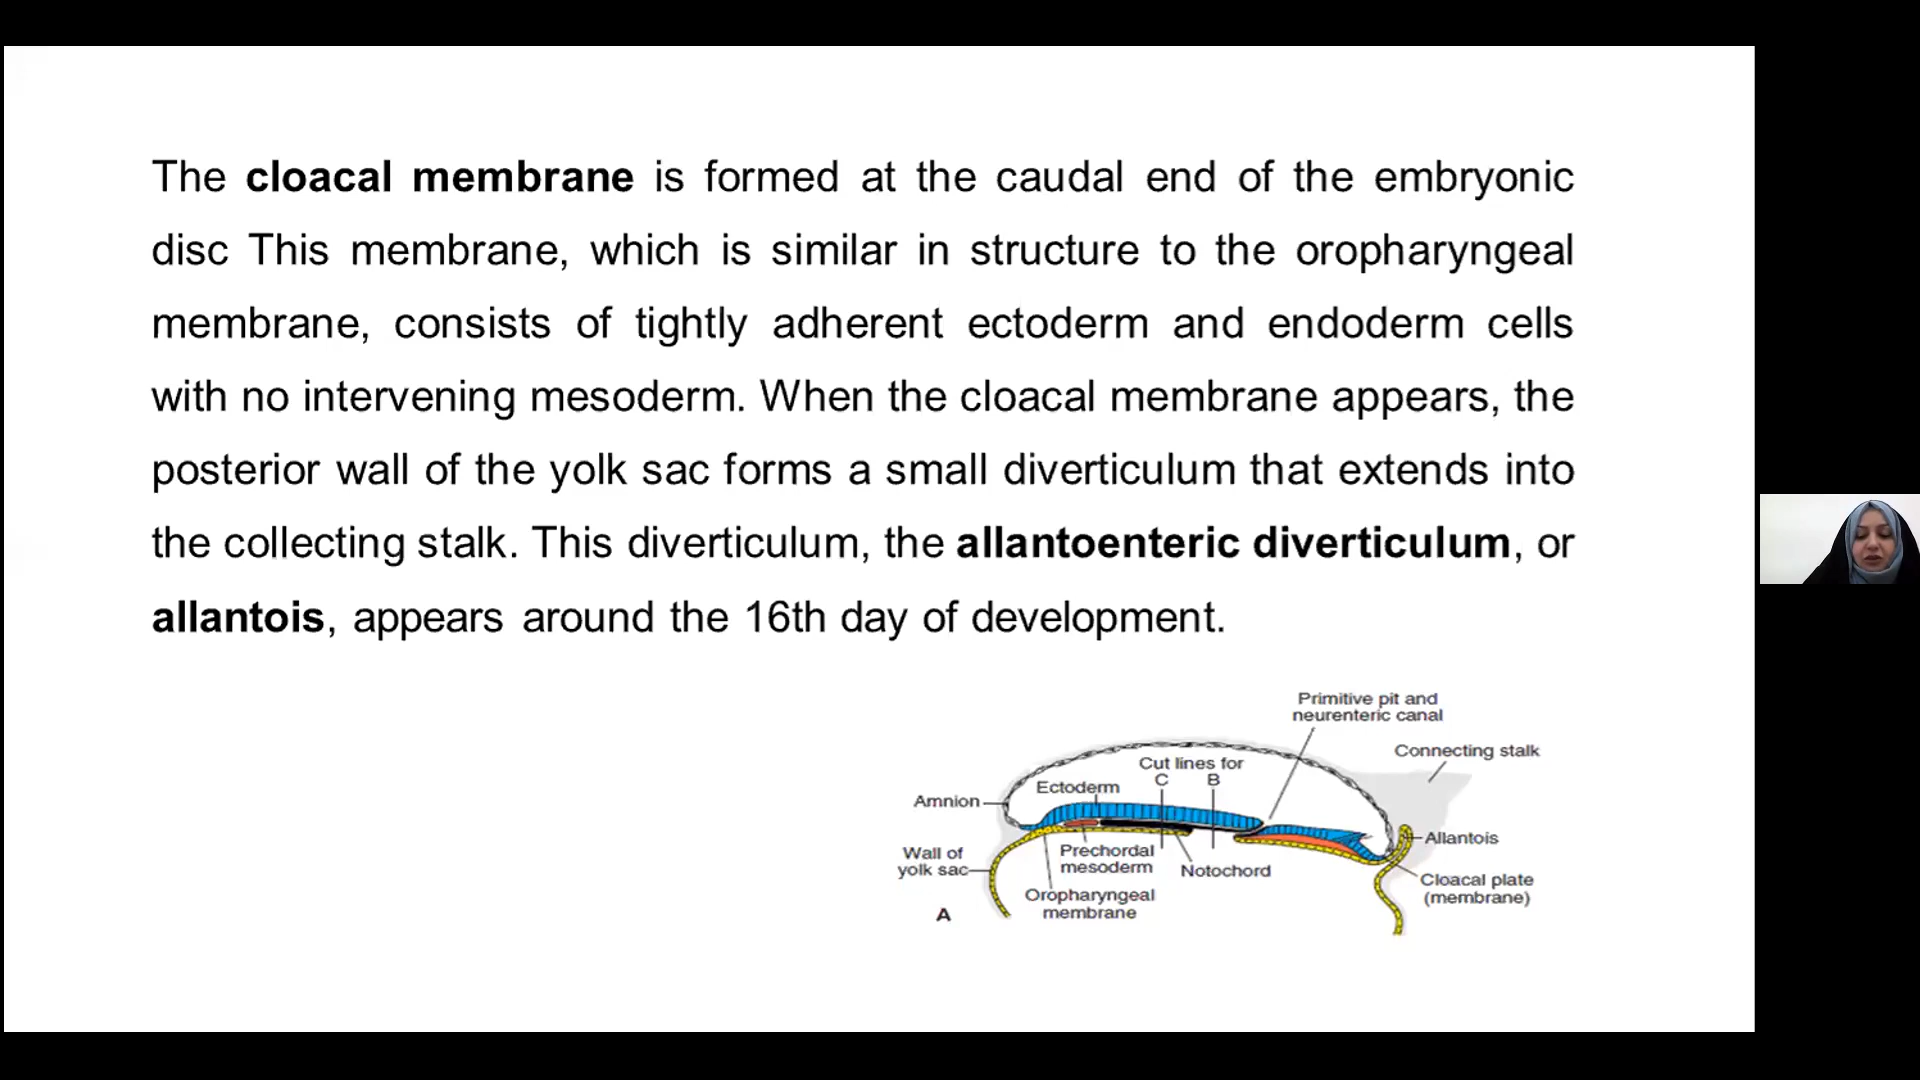 The cloacal membrane is formed at the caudal end of the embryonic
disc This membrane, which is similar in structure to the oropharyngeal
membrane, consists of tightly adherent ectoderm and endoderm cells
with no intervening mesoderm. When the cloacal membrane appears, the
posterior wall of the yolk sac forms a small diverticulum that extends into
the collecting stalk. This diverticulum, the allantoenteric diverticulum, or
allantois, appears around the 16th day of development.
Primitive pit and
neurenteric canal
Connecting stalk
Cut lines for
C B
Ectoderm
Amnion
Allantois
Wall of
yolk sac
Prechordal
mesoderm
Notochord
Cloacal plate
(membrane)
Oropharyngeal
membrane
A